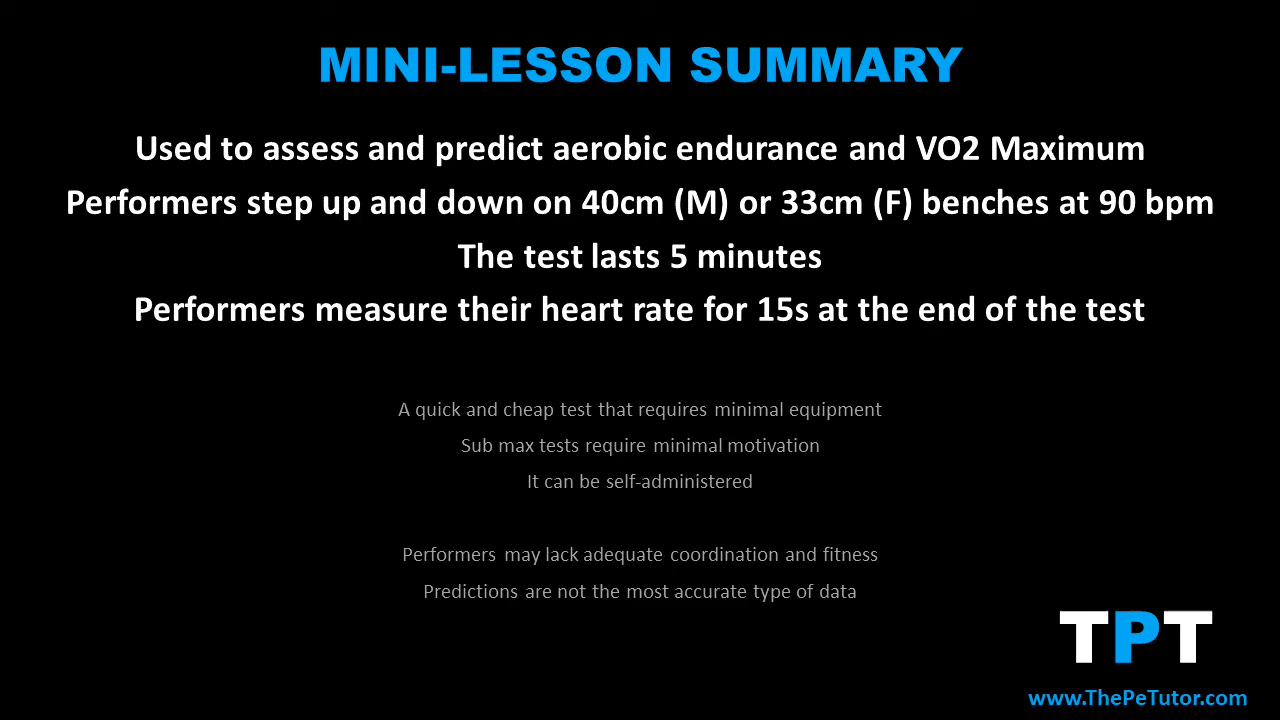 MINI-LESSON SUMMARY
Used to assess and predict aerobic endurance and VO2 Maximum
Performers step up and down on 40cm (M) or 33cm (F) benches at 90 bpm
The test lasts 5 minutes
Performers measure their heart rate for 15s at the end of the test
A quick and cheap test that requires minimal equipment
Sub max tests require minimal motivation
It can be self-administered
Performers may lack adequate coordination and fitness
Predictions are not the most accurate type of data
TPT
www.ThePeTutor.com